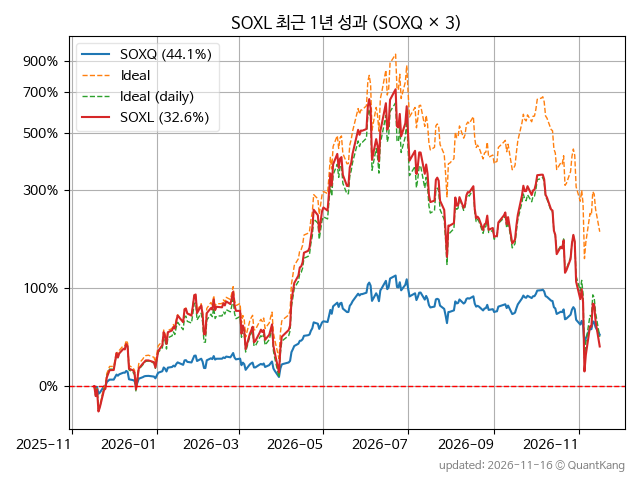 SOXL 최근 1년 성과 (SOXQ × 3)
SOXQ (44.1%)
Ideal
Ideal (daily)
SOXL (32.6%)
900%
700%
500%
300%
100%
0%
2025-11
2026-01
2026-03
2026-05
2026-07
2026-09
2026-11
updated: 2026-11-16 © QuantKang